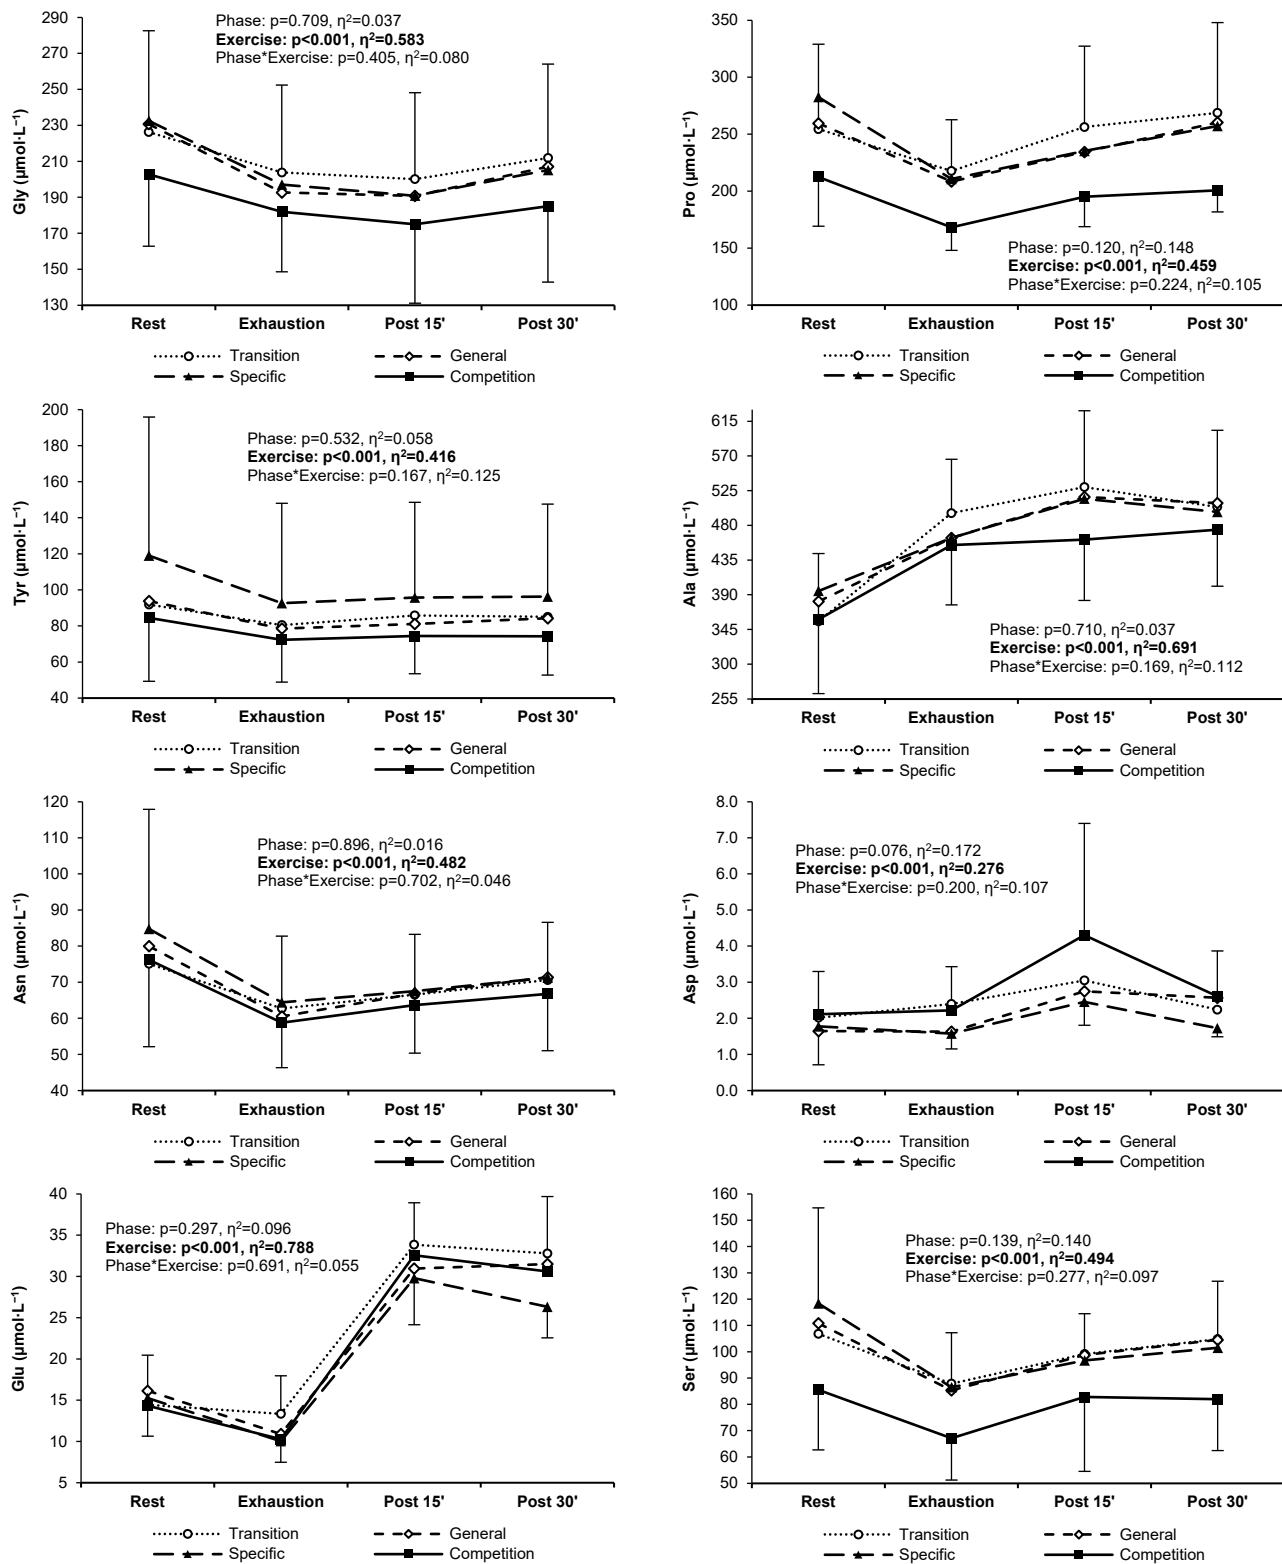 290
270
250
230
210
190
170
150
130
Gly (µmol·L⁻¹)
Phase: p=0.709, η²=0.037
Exercise: p<0.001, η²=0.583
Phase*Exercise: p=0.405, η²=0.080
Rest Exhaustion Post 15' Post 30'
Transition General
Specific Competition
350
300
250
200
150
100
Pro (µmol·L⁻¹)
Phase: p=0.120, η²=0.148
Exercise: p<0.001, η²=0.459
Phase*Exercise: p=0.224, η²=0.105
Rest Exhaustion Post 15' Post 30'
Transition General
Specific Competition
200
180
160
140
120
100
80
60
40
Tyr (µmol·L⁻¹)
Phase: p=0.532, η²=0.058
Exercise: p<0.001, η²=0.416
Phase*Exercise: p=0.167, η²=0.125
Rest Exhaustion Post 15' Post 30'
Transition General
Specific Competition
615
570
525
480
435
390
345
300
255
Ala (µmol·L⁻¹)
Phase: p=0.710, η²=0.037
Exercise: p<0.001, η²=0.691
Phase*Exercise: p=0.169, η²=0.112
Rest Exhaustion Post 15' Post 30'
Transition General
Specific Competition
120
110
100
90
80
70
60
50
40
Asn (µmol·L⁻¹)
Phase: p=0.896, η²=0.016
Exercise: p<0.001, η²=0.482
Phase*Exercise: p=0.702, η²=0.046
Rest Exhaustion Post 15' Post 30'
Transition General
Specific Competition
8.0
7.0
6.0
5.0
4.0
3.0
2.0
1.0
0.0
Asp (µmol·L⁻¹)
Phase: p=0.076, η²=0.172
Exercise: p<0.001, η²=0.276
Phase*Exercise: p=0.200, η²=0.107
Rest Exhaustion Post 15' Post 30'
Transition General
Specific Competition
40
35
30
25
20
15
10
5
Glu (µmol·L⁻¹)
Phase: p=0.297, η²=0.096
Exercise: p<0.001, η²=0.788
Phase*Exercise: p=0.691, η²=0.055
Rest Exhaustion Post 15' Post 30'
Transition General
Specific Competition
160
150
140
130
120
110
100
90
80
70
60
50
Ser (µmol·L⁻¹)
Phase: p=0.139, η²=0.140
Exercise: p<0.001, η²=0.494
Phase*Exercise: p=0.277, η²=0.097
Rest Exhaustion Post 15' Post 30'
Transition General
Specific Competition